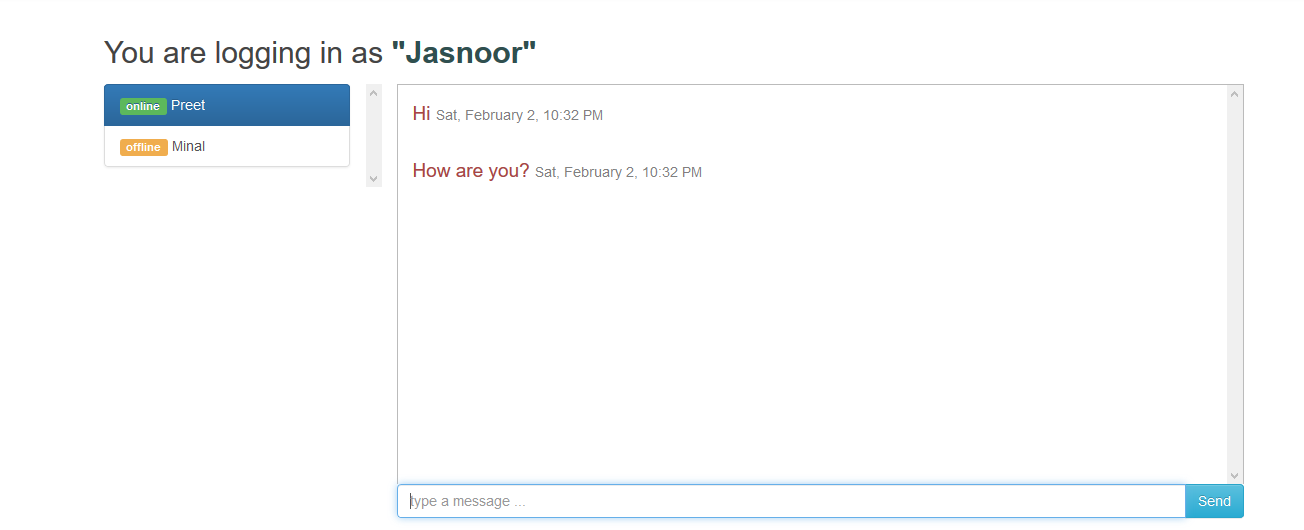 You are logging in as "Jasnoor"
online Preet
offline Minal
Hi Sat, February 2, 10:32 PM
How are you? Sat, February 2, 10:32 PM
type a message ... Send